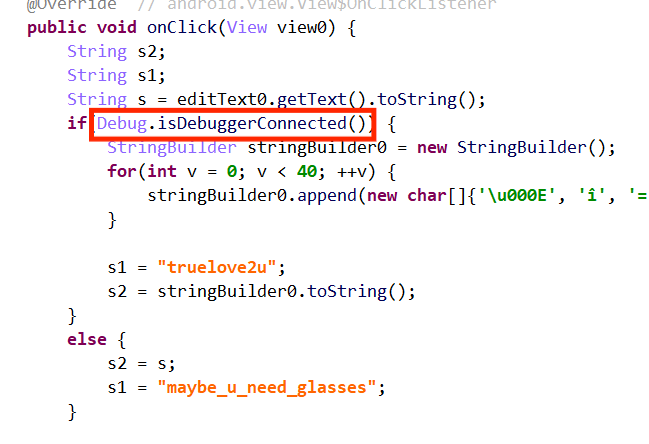 @Override  // android.view.View$OnClickListener
public void onClick(View view0) {
    String s2;
    String s1;
    String s = editText0.getText().toString();
    if(Debug.isDebuggerConnected()) {
        StringBuilder stringBuilder0 = new StringBuilder();
        for(int v = 0; v < 40; ++v) {
            stringBuilder0.append(new char[]{'\u000E', 'î', '=
        }

        s1 = "truelove2u";
        s2 = stringBuilder0.toString();
    }
    else {
        s2 = s;
        s1 = "maybe_u_need_glasses";
    }